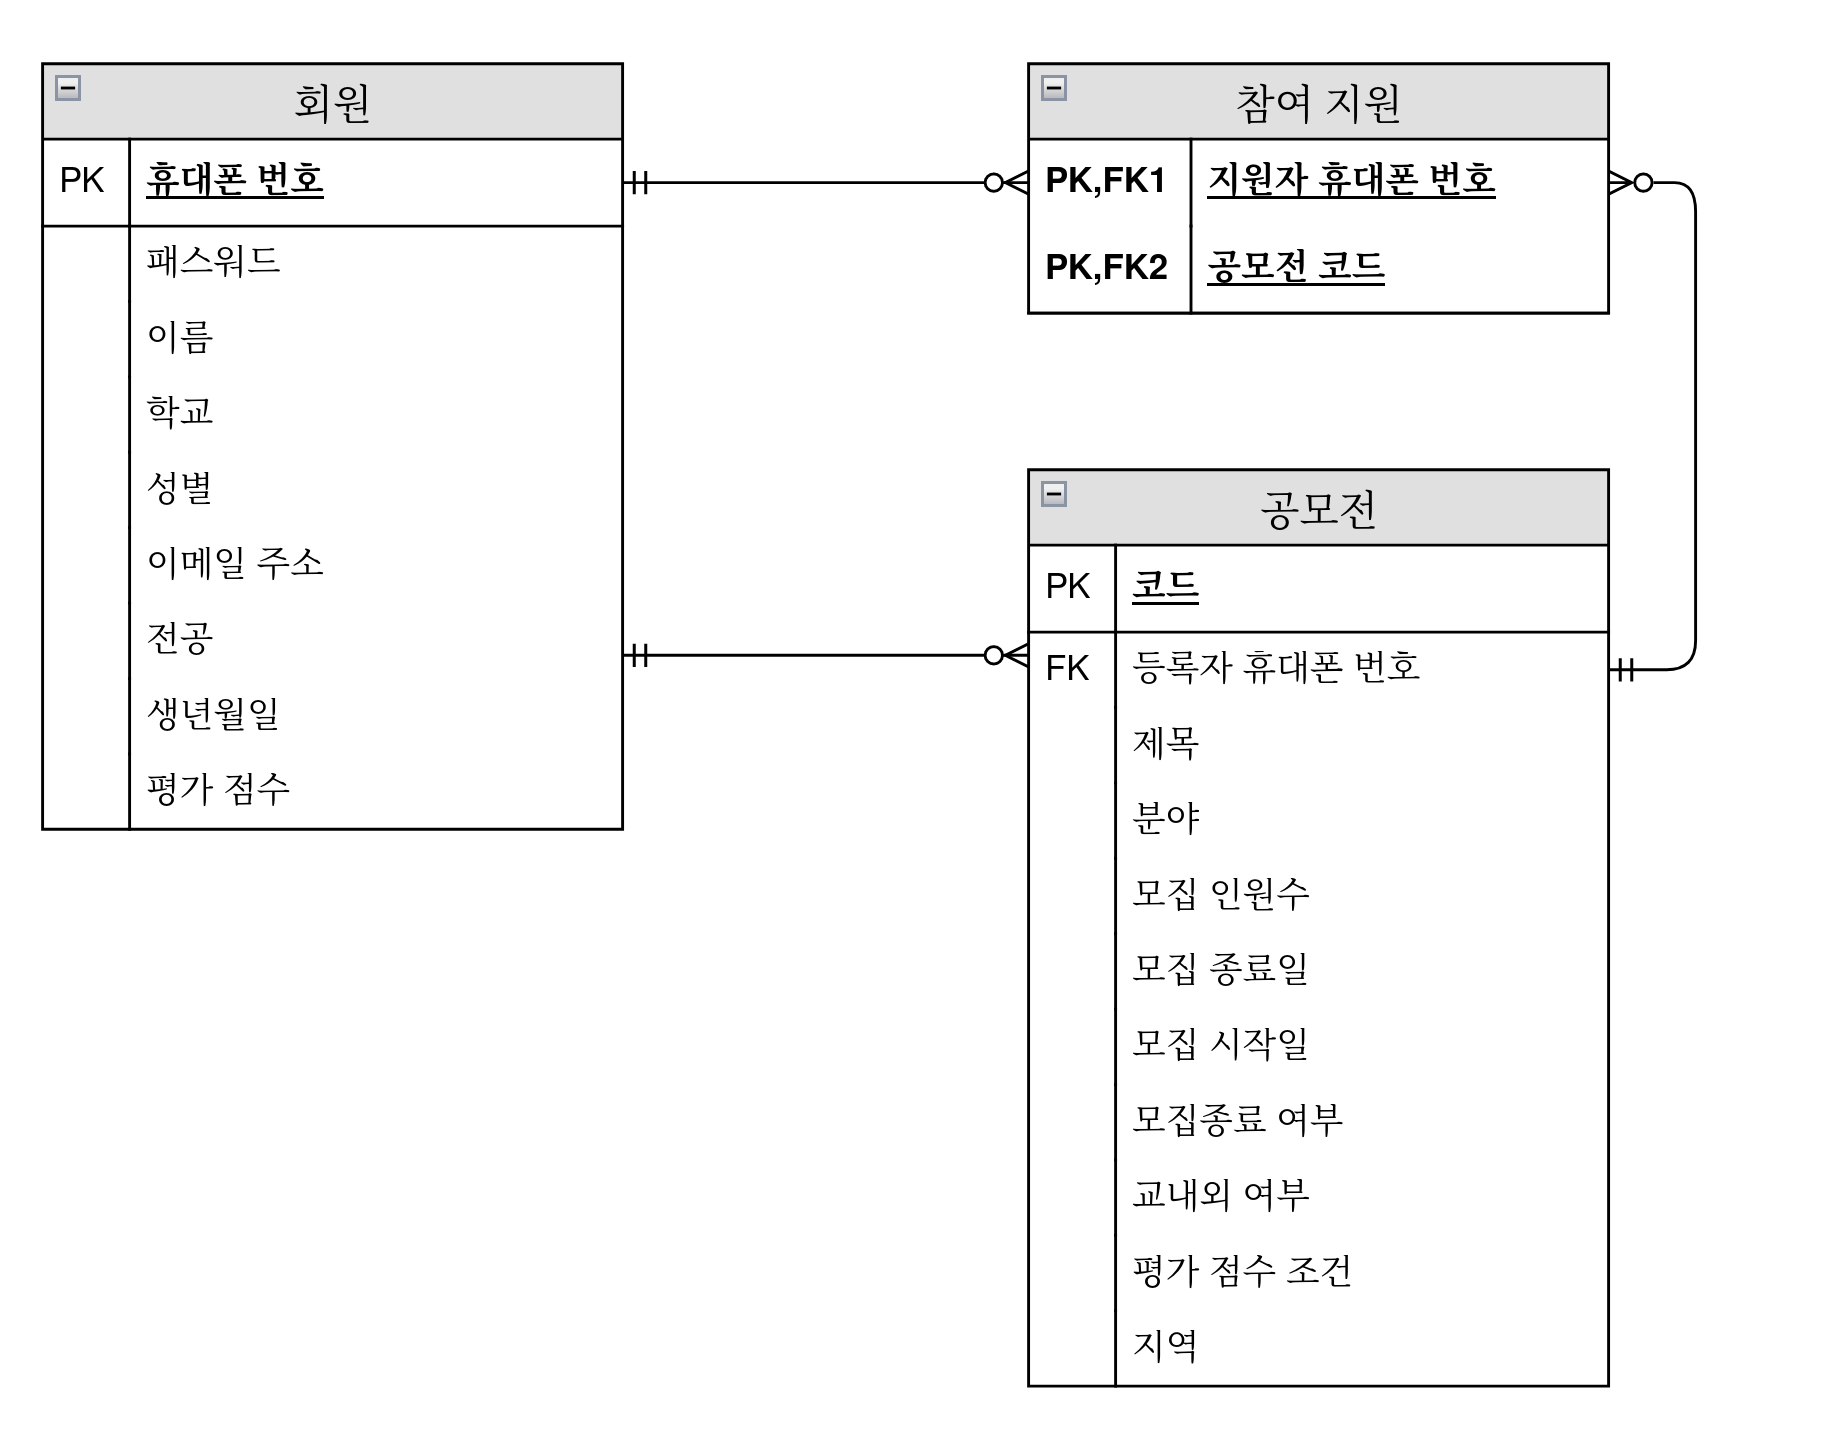 회원
PK 휴대폰 번호
패스워드
이름
학교
성별
이메일 주소
전공
생년월일
평가 점수
참여 지원
PK,FK1 지원자 휴대폰 번호
PK,FK2 공모전 코드
공모전
PK 코드
FK 등록자 휴대폰 번호
제목
분야
모집 인원수
모집 종료일
모집 시작일
모집종료 여부
교내외 여부
평가 점수 조건
지역